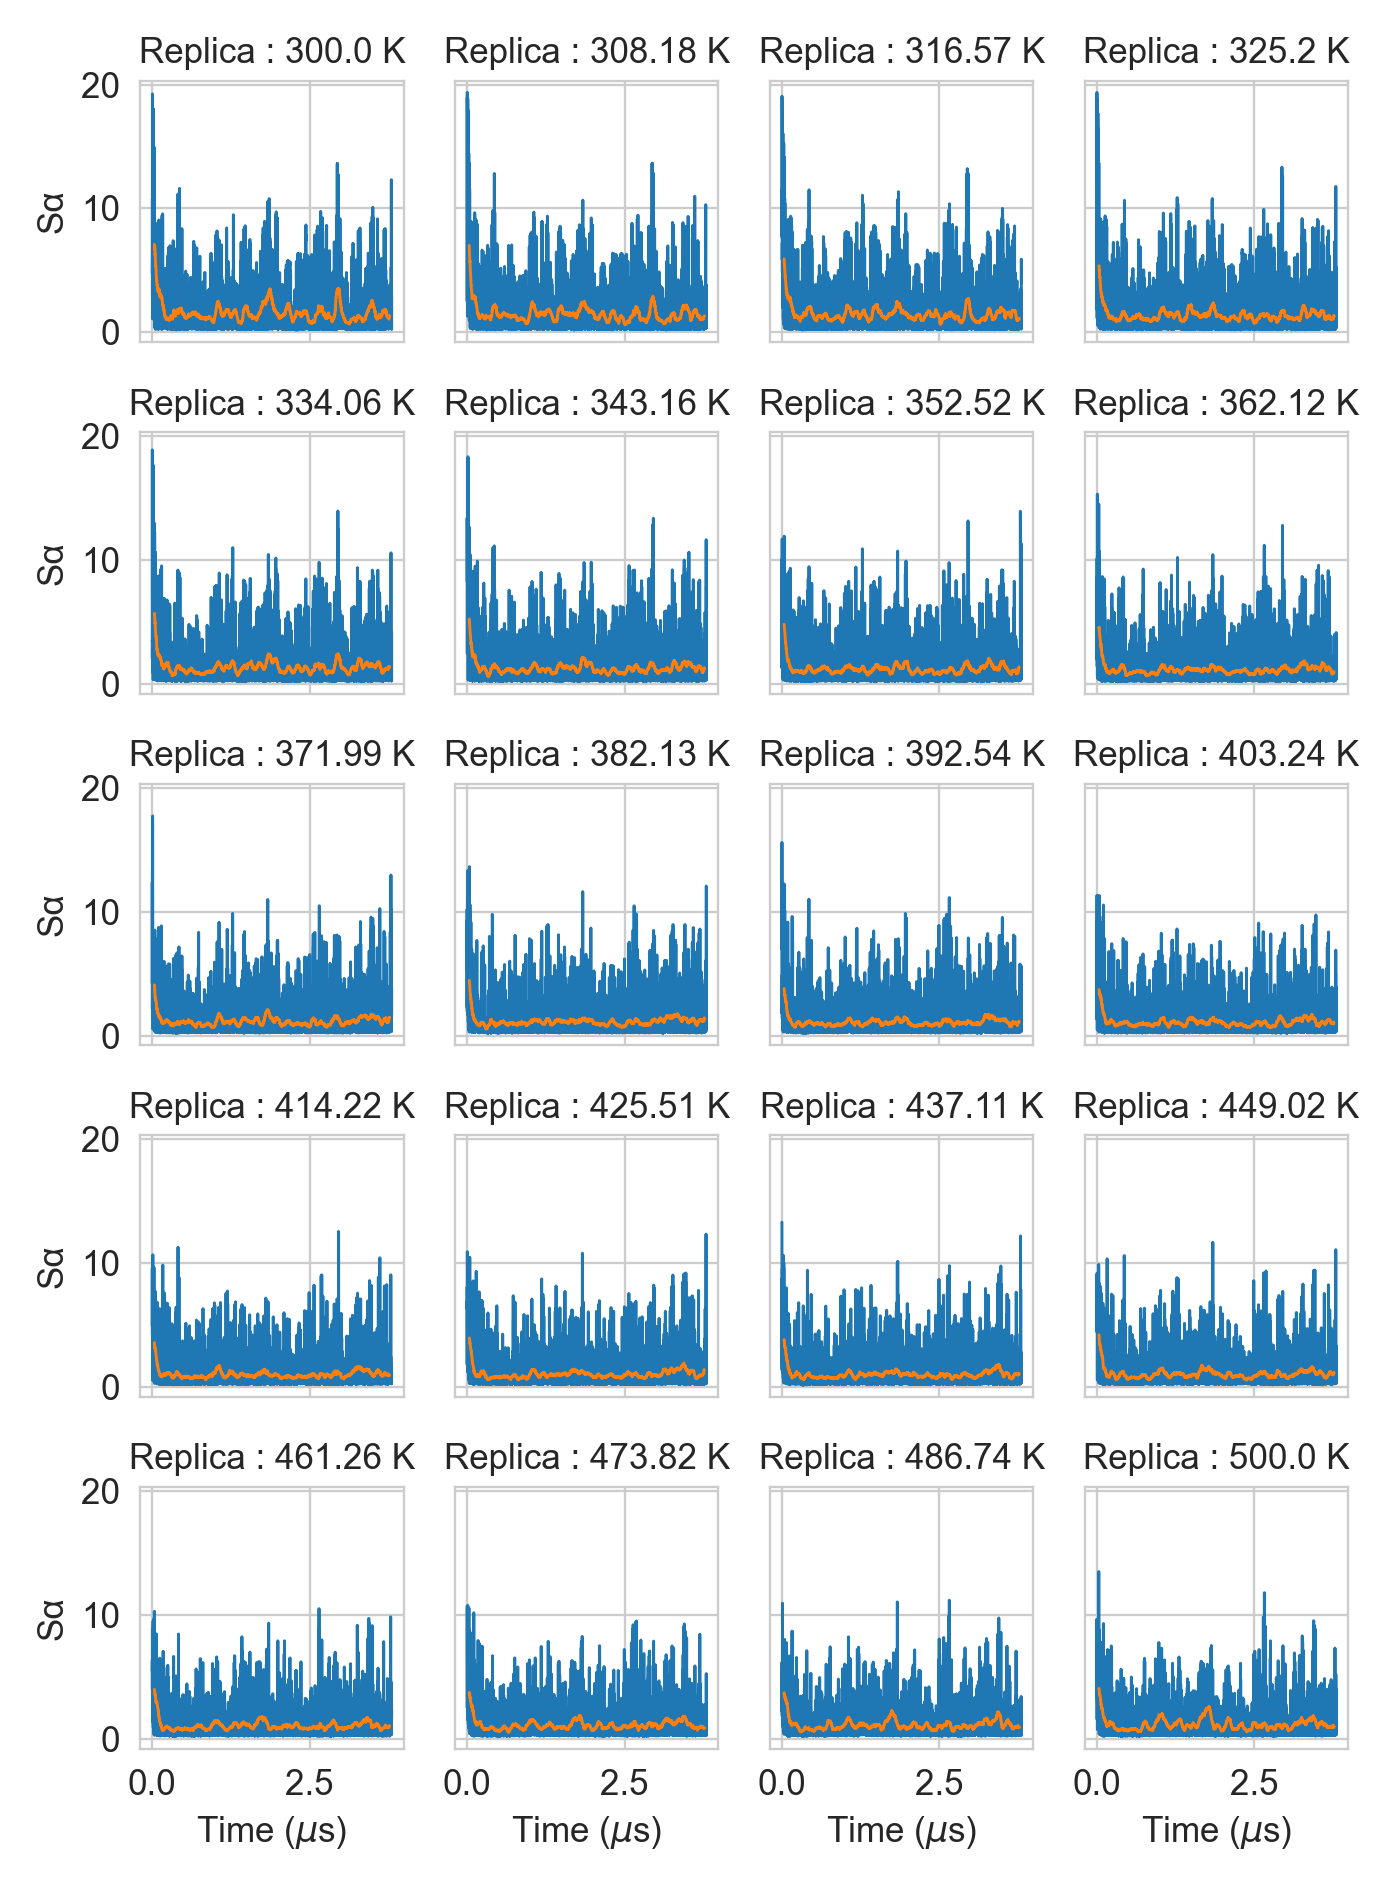 Replica : 300.0 K Replica : 308.18 K Replica : 316.57 K Replica : 325.2 K
20
10
0
Sα
Replica : 334.06 K Replica : 343.16 K Replica : 352.52 K Replica : 362.12 K
20
10
0
Sα
Replica : 371.99 K Replica : 382.13 K Replica : 392.54 K Replica : 403.24 K
20
10
0
Sα
Replica : 414.22 K Replica : 425.51 K Replica : 437.11 K Replica : 449.02 K
20
10
0
Sα
Replica : 461.26 K Replica : 473.82 K Replica : 486.74 K Replica : 500.0 K
20
10
0
Sα
0.0 2.5 0.0 2.5 0.0 2.5 0.0 2.5
Time (μs) Time (μs) Time (μs) Time (μs)